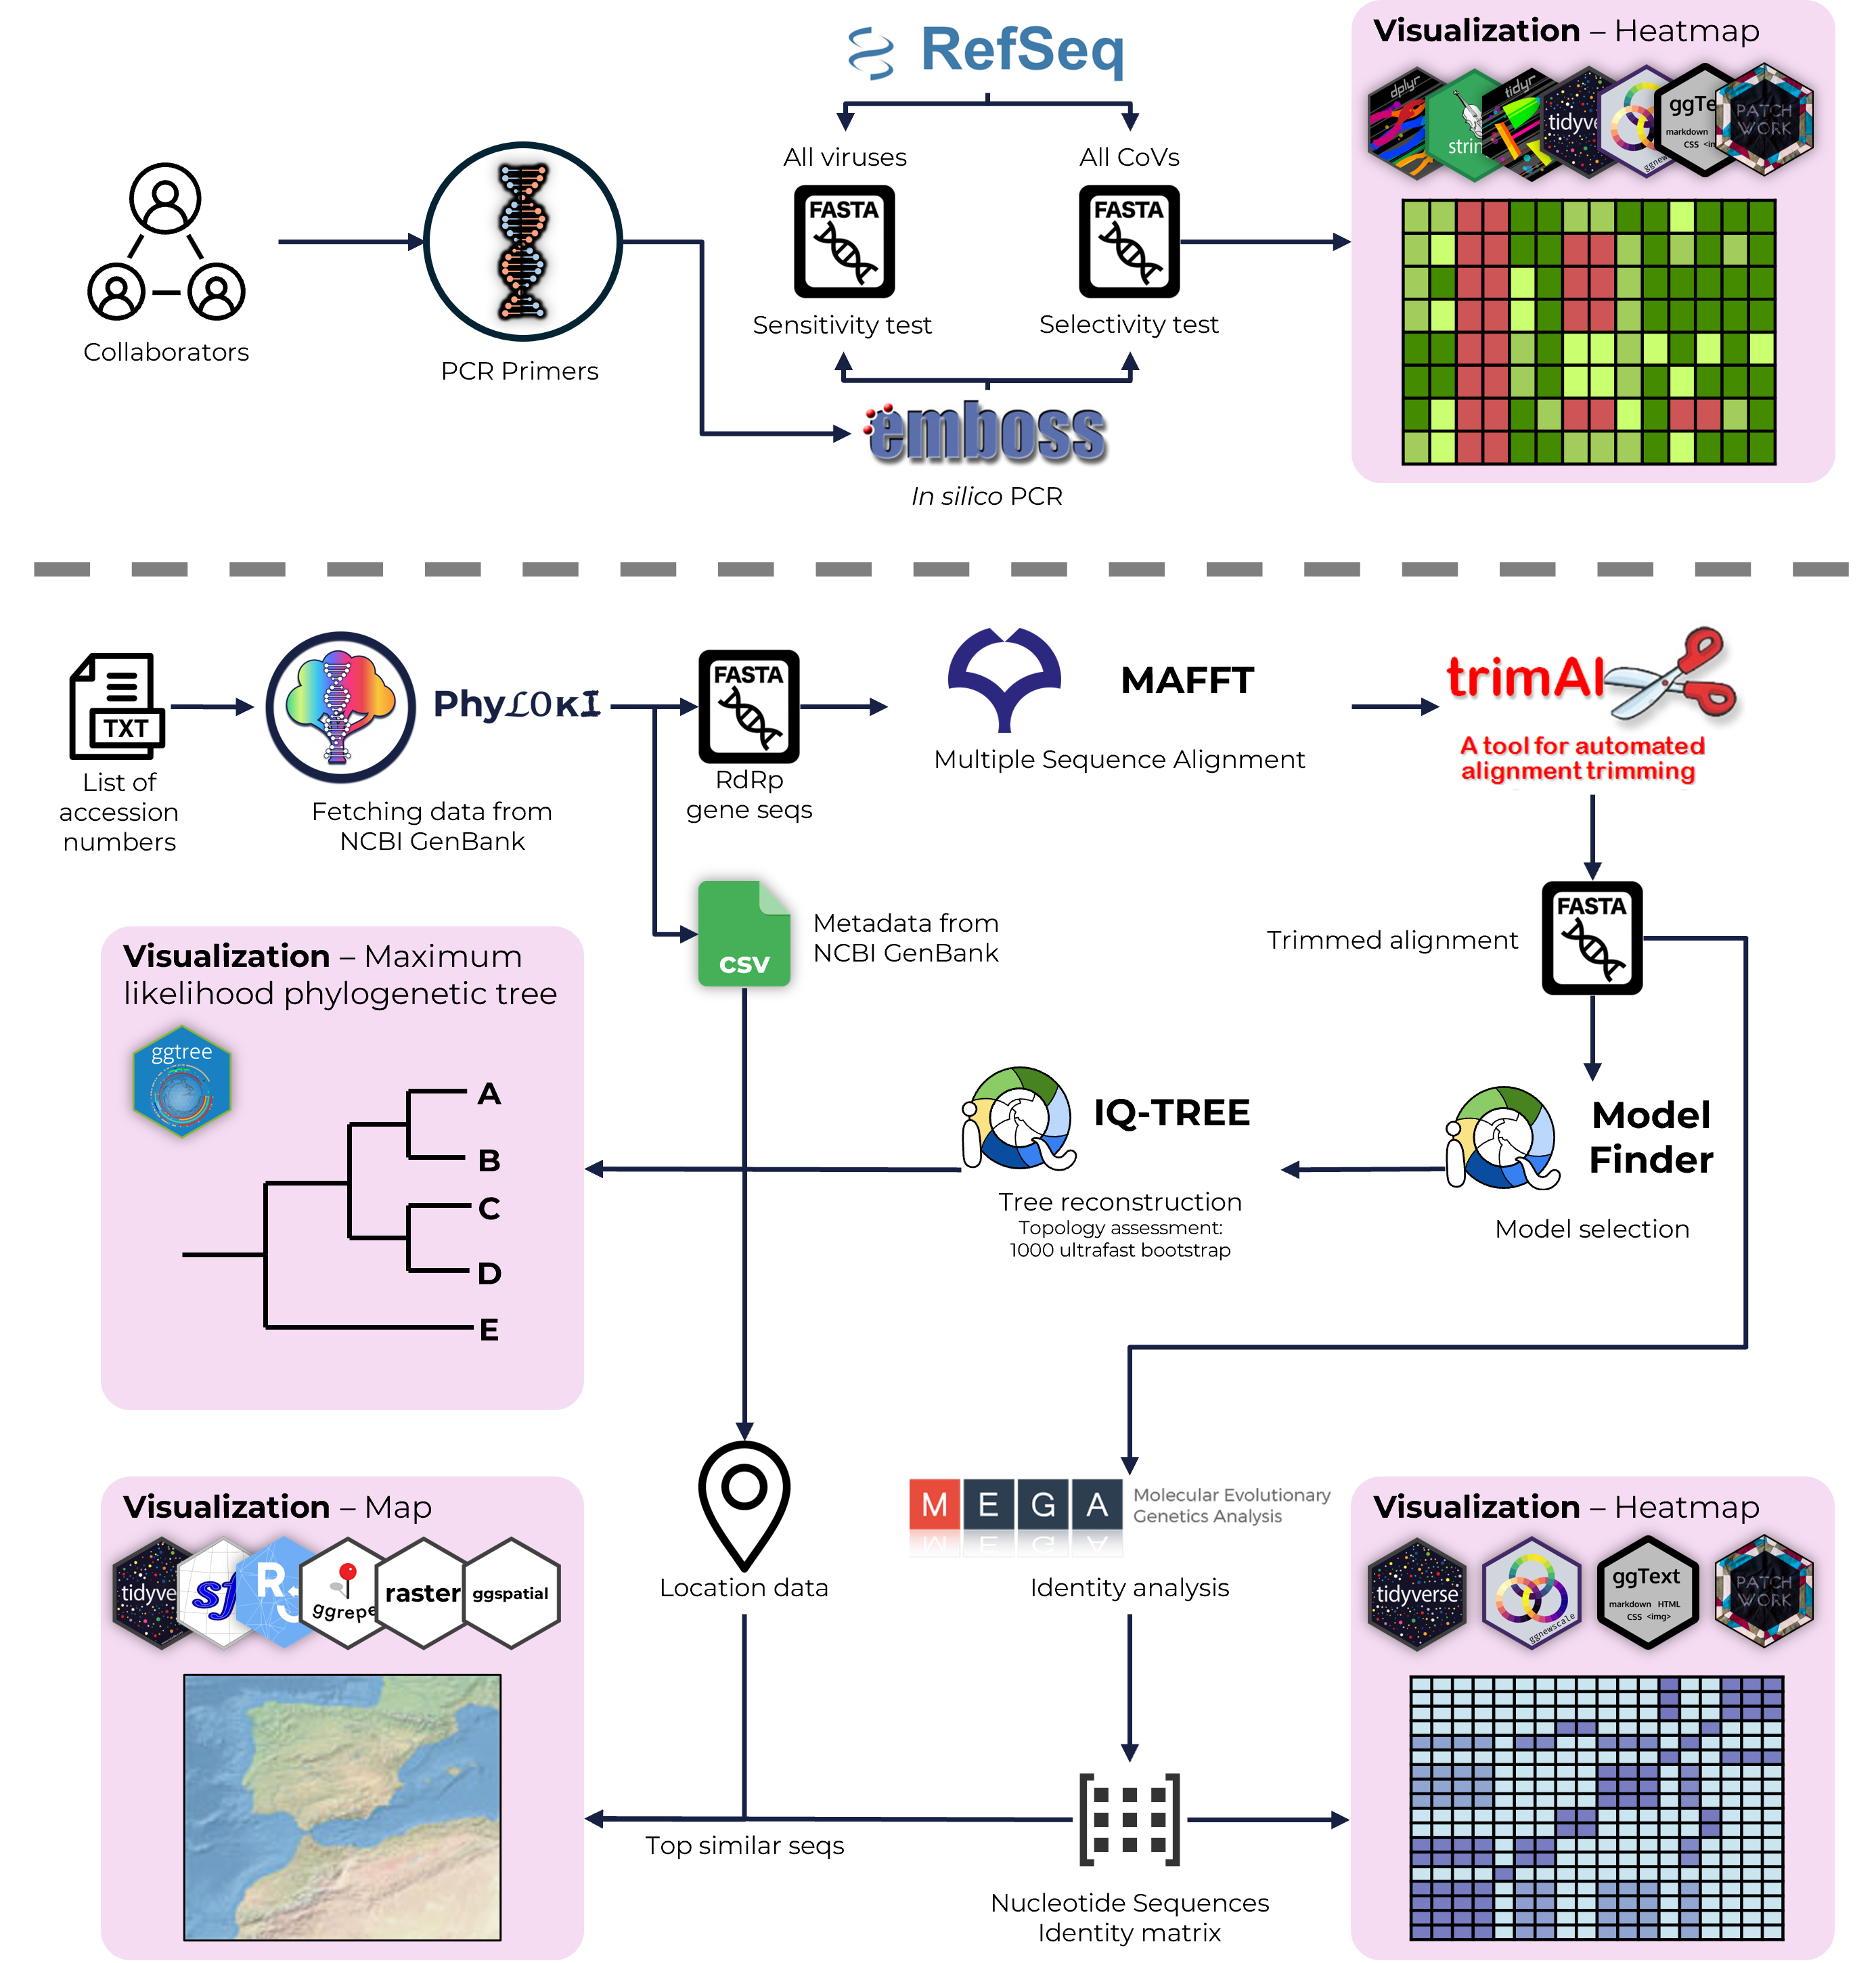 RefSeq
Visualization – Heatmap
dplyr
tidyr
ggTe
markdown
CSS
PATCH
WORK
tidyve
strin
ggnew
All viruses
All CoVs
FASTA
FASTA
Sensitivity test
Selectivity test
Collaborators
PCR Primers
emboss
In silico PCR
TXT
List of
accession
numbers
PhyLOKI
Fetching data from
NCBI GenBank
FASTA
RdRp
gene seqs
MAFFT
Multiple Sequence Alignment
trimAl
A tool for automated
alignment trimming
CSV
Metadata from
NCBI GenBank
Trimmed alignment
FASTA
Visualization – Maximum
likelihood phylogenetic tree
ggtree
A
B
C
D
E
IQ-TREE
Tree reconstruction
Topology assessment:
1000 ultrafast bootstrap
Model
Finder
Model selection
Visualization – Map
tidyve
sf
R
ggrepe
raster
ggspatial
Location data
MEGA
Molecular Evolutionary
Genetics Analysis
Identity analysis
Visualization – Heatmap
tidyverse
ggnewscale
ggText
markdown HTML
CSS <img>
PATCH
WORK
Top similar seqs
Nucleotide Sequences
Identity matrix